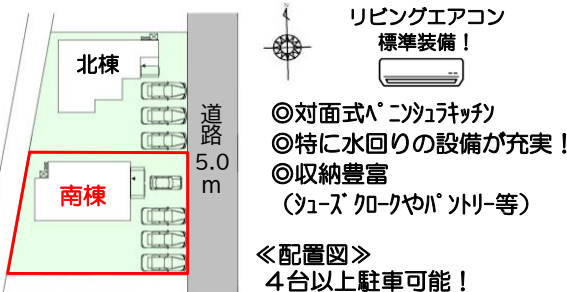 北棟
南棟
道路
5.0
m
N
リビングエアコン
標準装備！
◎対面式ﾍﾟﾆﾝｼｭﾗｷｯﾁﾝ
◎特に水回りの設備が充実！
◎収納豊富
（ｼｭｰｽﾞｸﾛｰｸやﾊﾟﾝﾄﾘｰ等）
≪配置図≫
４台以上駐車可能！